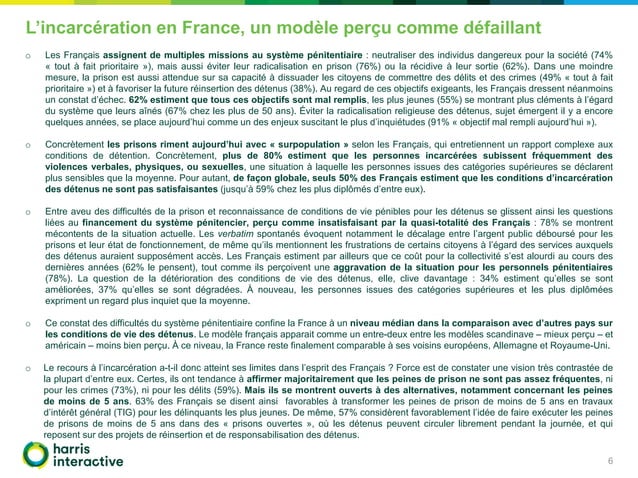 L'incarcération en France, un modèle perçu comme défaillant
o Les Français assignent de multiples missions au système pénitentiaire : neutraliser des individus dangereux pour la société (74%
« tout à fait prioritaire »), mais aussi éviter leur radicalisation en prison (76%) ou la récidive à leur sortie (62%). Dans une moindre
mesure, la prison est aussi attendue sur sa capacité à dissuader les citoyens de commettre des délits et des crimes (49% « tout à fait
prioritaire ») et à favoriser la future réinsertion des détenus (38%). Au regard de ces objectifs exigeants, les Français dressent néanmoins
un constat d'échec. 62% estiment que tous ces objectifs sont mal remplis, les plus jeunes (55%) se montrant plus cléments à l'égard
du système que leurs aînés (67% chez les plus de 50 ans). Éviter la radicalisation religieuse des détenus, sujet émergent il y a encore
quelques années, se place aujourd'hui comme un des enjeux suscitant le plus d'inquiétudes (91% « objectif mal rempli aujourd'hui »).
o Concrètement les prisons riment aujourd'hui avec « surpopulation » selon les Français, qui entretiennent un rapport complexe aux
conditions de détention. Concrètement, plus de 80% estiment que les personnes incarcérées subissent fréquemment des
violences verbales, physiques, ou sexuelles, une situation à laquelle les personnes issues des catégories supérieures se déclarent
plus sensibles que la moyenne. Pour autant, de façon globale, seuls 50% des Français estiment que les conditions d'incarcération
des détenus ne sont pas satisfaisantes (jusqu'à 59% chez les plus diplômés d'entre eux).
o Entre aveu des difficultés de la prison et reconnaissance de conditions de vie pénibles pour les détenus se glissent ainsi les questions
liées au financement du système pénitencier, perçu comme insatisfaisant par la quasi-totalité des Français : 78% se montrent
mécontents de la situation actuelle. Les verbatim spontanés évoquent notamment le décalage entre l'argent public déboursé pour les
prisons et leur état de fonctionnement, de même qu'ils mentionnent les frustrations de certains citoyens à l'égard des services auxquels
des détenus auraient supposément accès. Les Français estiment par ailleurs que ce coût pour la collectivité s'est alourdi au cours des
dernières années (62% le pensent), tout comme ils perçoivent une aggravation de la situation pour les personnels pénitentiaires
(78%). La question de la détérioration des conditions de vie des détenus, elle, clive davantage : 34% estiment qu'elles se sont
améliorées, 37% qu'elles se sont dégradées. À nouveau, les personnes issues des catégories supérieures et les plus diplômées
expriment un regard plus inquiet que la moyenne.
o Ce constat des difficultés du système pénitentiaire confine la France à un niveau médian dans la comparaison avec d'autres pays sur
les conditions de vie des détenus. Le modèle français apparait comme un entre-deux entre les modèles scandinave – mieux perçu – et
américain – moins bien perçu. À ce niveau, la France reste finalement comparable à ses voisins européens, Allemagne et Royaume-Uni.
o Le recours à l'incarcération a-t-il donc atteint ses limites dans l'esprit des Français ? Force est de constater une vision très contrastée de
la plupart d'entre eux. Certes, ils ont tendance à affirmer majoritairement que les peines de prison ne sont pas assez fréquentes, ni
pour les crimes (73%), ni pour les délits (59%). Mais ils se montrent ouverts à des alternatives, notamment concernant les peines
de moins de 5 ans. 63% des Français se disent ainsi favorables à transformer les peines de prison de moins de 5 ans en travaux
d'intérêt général (TIG) pour les délinquants les plus jeunes. De même, 57% considèrent favorablement l'idée de faire exécuter les peines
de prisons de moins de 5 ans dans des « prisons ouvertes », où les détenus peuvent circuler librement pendant la journée, et qui
reposent sur des projets de réinsertion et de responsabilisation des détenus.
harris
interactive
6